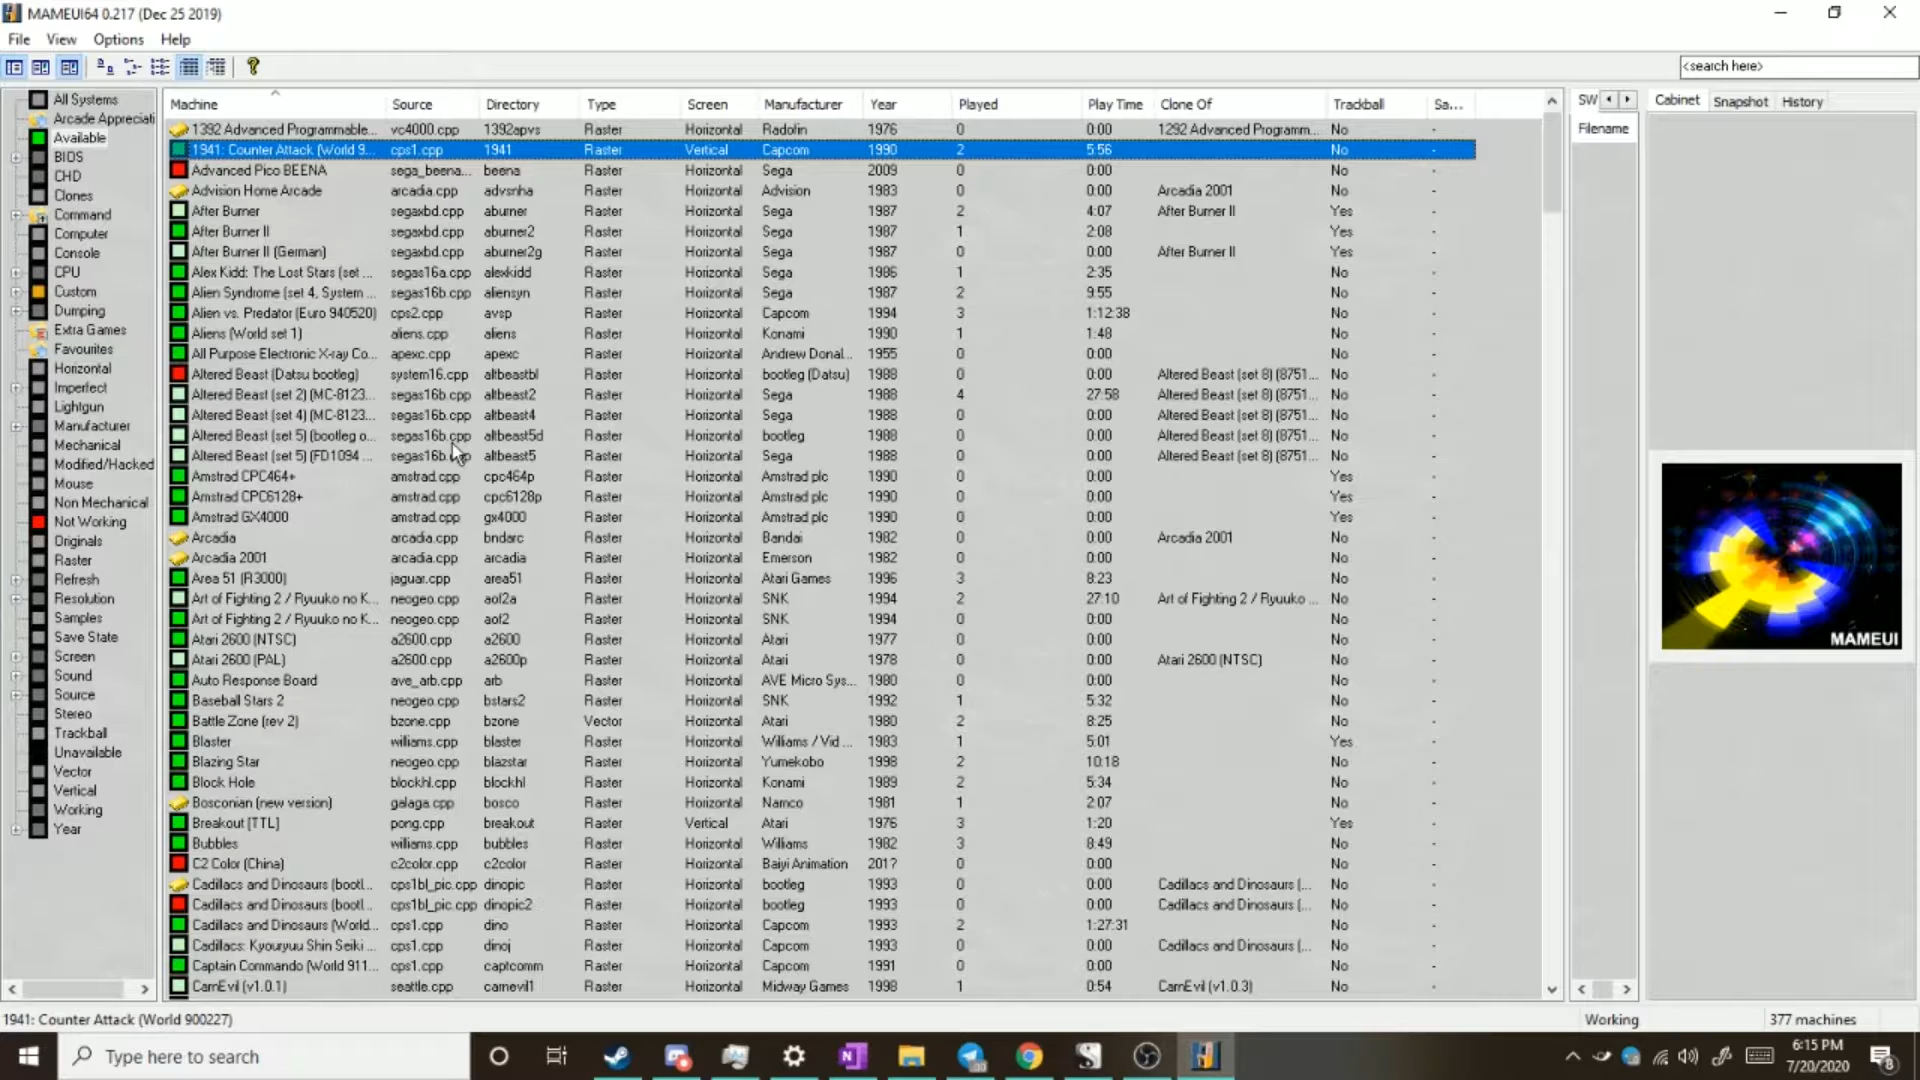 MAMEUI64 0.217 (Dec 25 2019)
File View Options Help
<search here>
All Systems
Arcade Appreciati
Available
BIOS
CHD
Clones
Command
Computer
Console
CPU
Custom
Dumping
Extra Games
Favourites
Horizontal
Imperfect
Lightgun
Manufacturer
Mechanical
Modified/Hacked
Mouse
Non Mechanical
Not Working
Originals
Raster
Refresh
Resolution
Samples
Save State
Screen
Sound
Source
Stereo
Trackball
Unavailable
Vector
Vertical
Working
Year
Machine Source Directory Type Screen Manufacturer Year Played Play Time Clone Of Trackball Sa...
1392 Advanced Programmable... vc4000.cpp 1392apvs Raster Horizontal Radofin 1976 0 0:00 1292 Advanced Programm... No -
1941: Counter Attack (World 9... cps1.cpp 1941 Raster Vertical Capcom 1990 2 5:56 No -
Advanced Pico BEENA sega_beena... beena Raster Horizontal Sega 2009 0 0:00 No -
Advision Home Arcade arcadia.cpp advsnha Raster Horizontal Advision 1983 0 0:00 Arcadia 2001 No -
After Burner segaxbd.cpp aburner Raster Horizontal Sega 1987 2 4:07 After Burner II Yes -
After Burner II segaxbd.cpp aburner2 Raster Horizontal Sega 1987 1 2:08 Yes -
After Burner II (German) segaxbd.cpp aburner2g Raster Horizontal Sega 1987 0 0:00 After Burner II Yes -
Alex Kidd: The Lost Stars (set ... segas16a.cpp alexkidd Raster Horizontal Sega 1986 1 2:35 No -
Alien Syndrome (set 4, System ... segas16b.cpp aliensyn Raster Horizontal Sega 1987 2 9:55 No -
Alien vs. Predator (Euro 940520) cps2.cpp avsp Raster Horizontal Capcom 1994 3 1:12:38 No -
Aliens (World set 1) aliens.cpp aliens Raster Horizontal Konami 1990 1 1:48 No -
All Purpose Electronic X-ray Co... apexc.cpp apexc Raster Horizontal Andrew Donal... 1955 0 0:00 No -
Altered Beast (Datsu bootleg) system16.cpp altbeastbl Raster Horizontal bootleg (Datsu) 1988 0 0:00 Altered Beast (set 8) (8751... No -
Altered Beast (set 2) (MC-8123... segas16b.cpp altbeast2 Raster Horizontal Sega 1988 4 27:58 Altered Beast (set 8) (8751... No -
Altered Beast (set 4) (MC-8123... segas16b.cpp altbeast4 Raster Horizontal Sega 1988 0 0:00 Altered Beast (set 8) (8751... No -
Altered Beast (set 5) (bootleg o... segas16b.cpp altbeast5d Raster Horizontal bootleg 1988 0 0:00 Altered Beast (set 8) (8751... No -
Altered Beast (set 5) (FD1094 ... segas16b.cpp altbeast5 Raster Horizontal Sega 1988 0 0:00 Altered Beast (set 8) (8751... No -
Amstrad CPC464+ amstrad.cpp cpc464p Raster Horizontal Amstrad plc 1990 0 0:00 Yes -
Amstrad CPC6128+ amstrad.cpp cpc6128p Raster Horizontal Amstrad plc 1990 0 0:00 Yes -
Amstrad GX4000 amstrad.cpp gx4000 Raster Horizontal Amstrad plc 1990 0 0:00 Yes -
Arcadia arcadia.cpp bndarc Raster Horizontal Bandai 1982 0 0:00 Arcadia 2001 No -
Arcadia 2001 arcadia.cpp arcadia Raster Horizontal Emerson 1982 0 0:00 No -
Area 51 (R3000) jaguar.cpp area51 Raster Horizontal Atari Games 1996 3 8:23 No -
Art of Fighting 2 / Ryuuko no K... neogeo.cpp aof2a Raster Horizontal SNK 1994 2 27:10 Art of Fighting 2 / Ryuuko ... No -
Art of Fighting 2 / Ryuuko no K... neogeo.cpp aof2 Raster Horizontal SNK 1994 0 0:00 No -
Atari 2600 (NTSC) a2600.cpp a2600 Raster Horizontal Atari 1977 0 0:00 No -
Atari 2600 (PAL) a2600.cpp a2600p Raster Horizontal Atari 1978 0 0:00 Atari 2600 (NTSC) No -
Auto Response Board ave_arb.cpp arb Raster Horizontal AVE Micro Sys... 1980 0 0:00 No -
Baseball Stars 2 neogeo.cpp bstars2 Raster Horizontal SNK 1992 1 5:32 No -
Battle Zone (rev 2) bzone.cpp bzone Vector Horizontal Atari 1980 2 8:25 No -
Blaster williams.cpp blaster Raster Horizontal Williams / Vid ... 1983 1 5:01 Yes -
Blazing Star neogeo.cpp blazstar Raster Horizontal Yumekobo 1998 2 10:18 No -
Block Hole blockhl.cpp blockhl Raster Horizontal Konami 1989 2 5:34 No -
Bosconian (new version) galaga.cpp bosco Raster Horizontal Namco 1981 1 2:07 No -
Breakout [TTL] pong.cpp breakout Raster Vertical Atari 1976 3 1:20 Yes -
Bubbles williams.cpp bubbles Raster Horizontal Williams 1982 3 8:49 No -
C2 Color (China) c2color.cpp c2color Raster Horizontal Baiyi Animation 201? 0 0:00 No -
Cadillacs and Dinosaurs (bootl... cps1bl_pic.cpp dinopic Raster Horizontal bootleg 1993 0 0:00 Cadillacs and Dinosaurs (... No -
Cadillacs and Dinosaurs (bootl... cps1bl_pic.cpp dinopic2 Raster Horizontal bootleg 1993 0 0:00 Cadillacs and Dinosaurs (... No -
Cadillacs and Dinosaurs (World... cps1.cpp dino Raster Horizontal Capcom 1993 2 1:27:31 No -
Cadillacs: Kyouryuu Shin Seiki ... cps1.cpp dinoj Raster Horizontal Capcom 1993 0 0:00 Cadillacs and Dinosaurs (... No -
Captain Commando (World 911... cps1.cpp captcomm Raster Horizontal Capcom 1991 0 0:00 No -
CarnEvil (v1.0.1) seattle.cpp carnevil1 Raster Horizontal Midway Games 1998 1 0:54 CarnEvil (v1.0.3) No -
SW
Filename
Cabinet Snapshot History
MAMEUI
1941: Counter Attack (World 900227) Working 377 machines
Type here to search
6:15 PM
7/20/2020
8